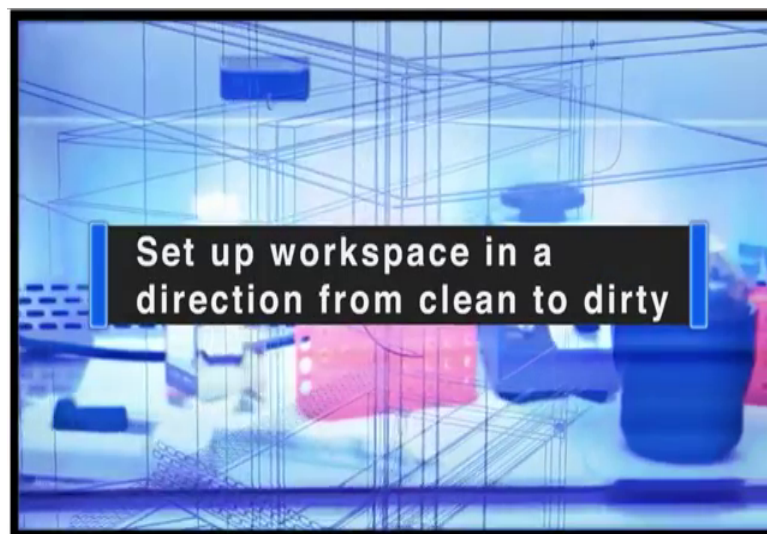 Set up workspace in a
direction from clean to dirty